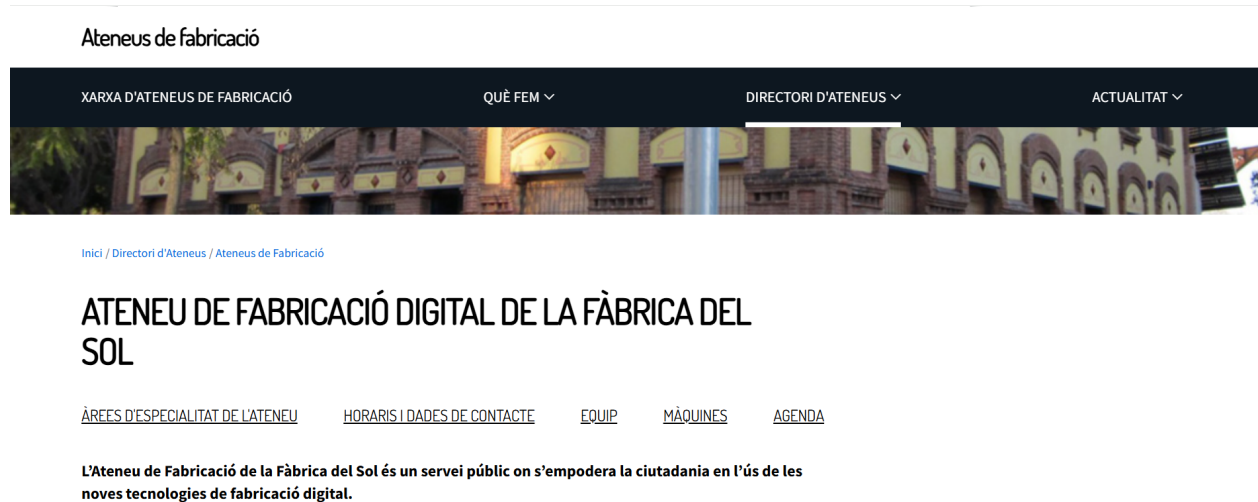 Ateneus de fabricació
XARXA D'ATENEUS DE FABRICACIÓ QUÈ FEM DIRECTORI D'ATENEUS ACTUALITAT
Inici / Directori d'Ateneus / Ateneus de Fabricació
ATENEU DE FABRICACIÓ DIGITAL DE LA FÀBRICA DEL
SOL
ÀREES D'ESPECIALITAT DE L'ATENEU HORARIS I DADES DE CONTACTE EQUIP MÀQUINES AGENDA
L’Ateneu de Fabricació de la Fàbrica del Sol és un servei públic on s’empodera la ciutadania en l’ús de les
noves tecnologies de fabricació digital.